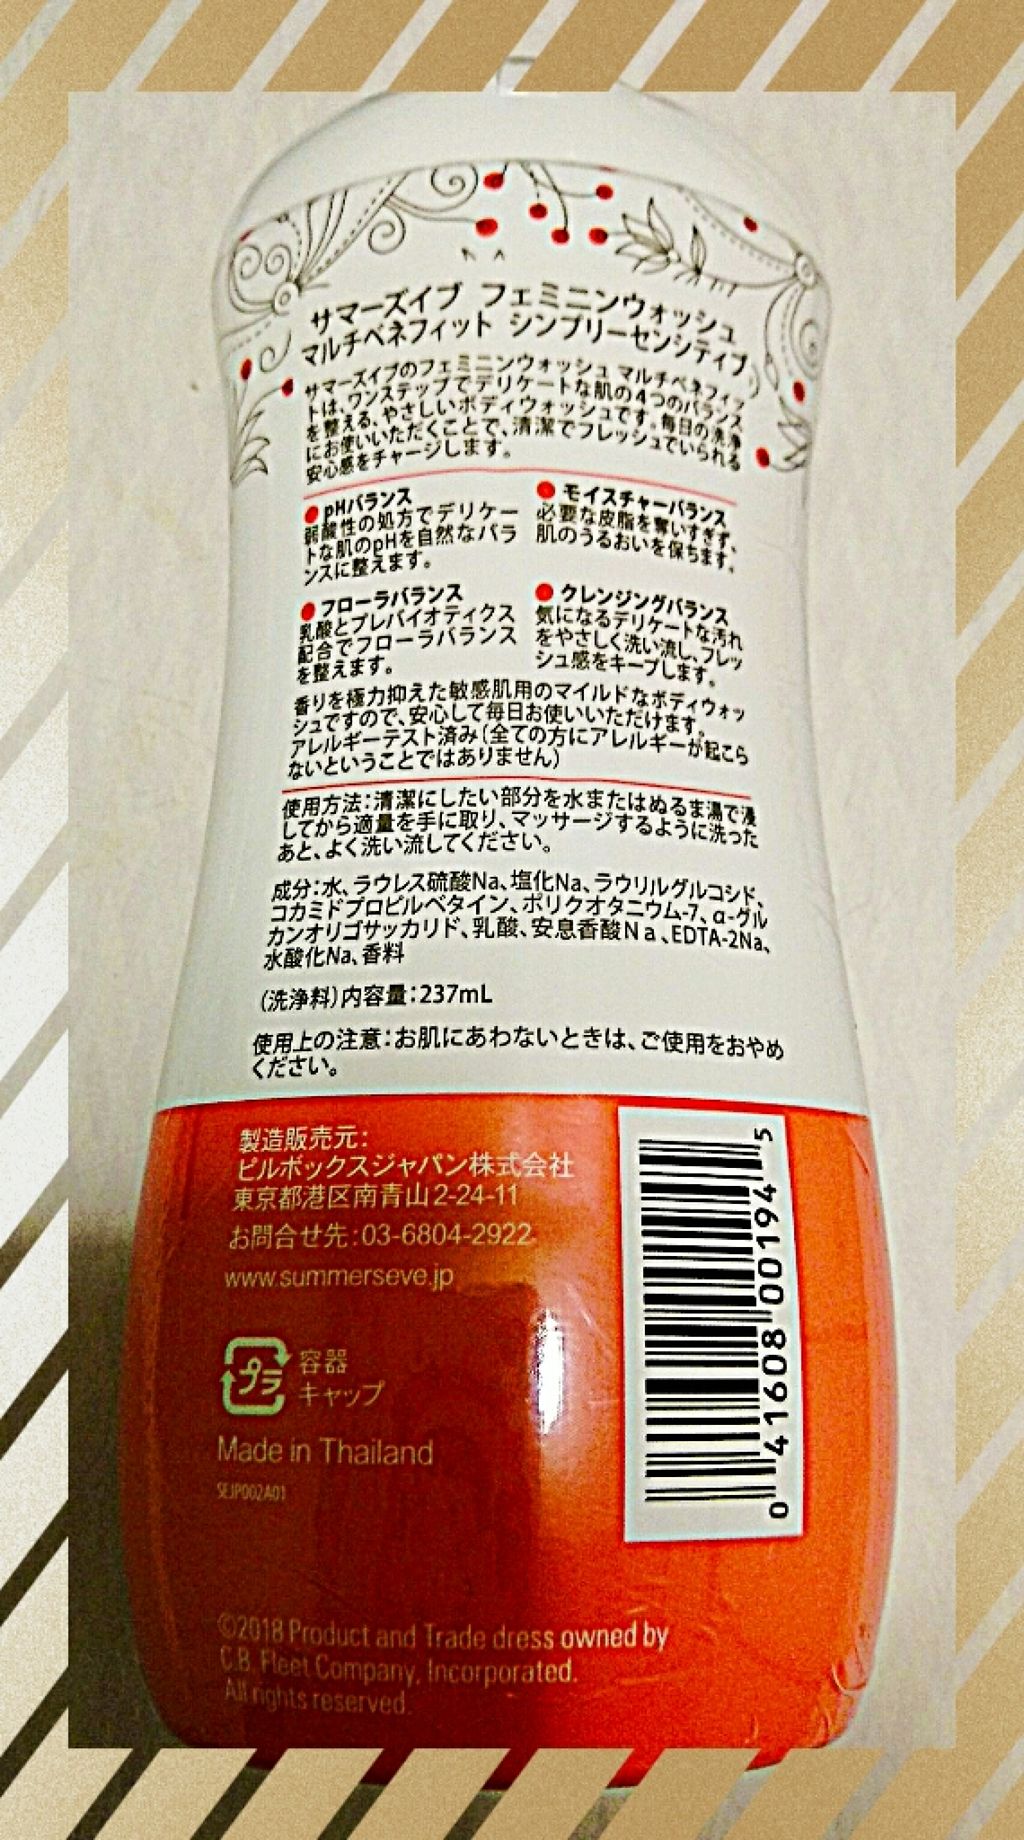 サマーズイブ フェミニンウォッシュ
マルチベネフィット シンプリーセンシティブ
サマーズイブのフェミニンウォッシュ マルチベネフィッ
トは、ワンステップでデリケートな肌の4つのバランス
を整える、やさしいボディウォッシュです。毎日の洗浄
にお使いいただくことで、清潔でフレッシュでいられる
安心感をチャージします。
●pHバランス
弱酸性の処方でデリケー
トな肌のpHを自然なバラ
ンスに整えます。
●モイスチャーバランス
必要な皮脂を奪いすぎず、
肌のうるおいを保ちます。
●フローラバランス
乳酸とプレバイオティクス
配合でフローラバランス
を整えます。
●クレンジングバランス
気になるデリケートな汚れ
をやさしく洗い流し、フレッ
シュ感をキープします。
香りを極力抑えた敏感肌用のマイルドなボディウォッ
シュですので、安心して毎日お使いいただけます。
アレルギーテスト済み(全ての方にアレルギーが起こら
ないということではありません)
使用方法:清潔にしたい部分を水またはぬるま湯で浸
してから適量を手に取り、マッサージするように洗った
あと、よく洗い流してください。
成分:水、ラウレス硫酸Na、塩化Na、ラウリルグルコシド、
コカミドプロピルベタイン、ポリクオタニウム-7、α-グル
カンオリゴサッカリド、乳酸、安息香酸Na、EDTA-2Na、
水酸化Na、香料
(洗浄料)内容量:237mL
使用上の注意:お肌にあわないときは、ご使用をおやめ
ください。
製造販売元:
ピルボックスジャパン株式会社
東京都港区南青山2-24-11
お問合せ先:03-6804-2922
www.summerseve.jp
プラ
容器
キャップ
Made in Thailand
SEJP002A01
0 41608 00194 5
©2018 Product and Trade dress owned by
C.B. Fleet Company, Incorporated.
All rights reserved.